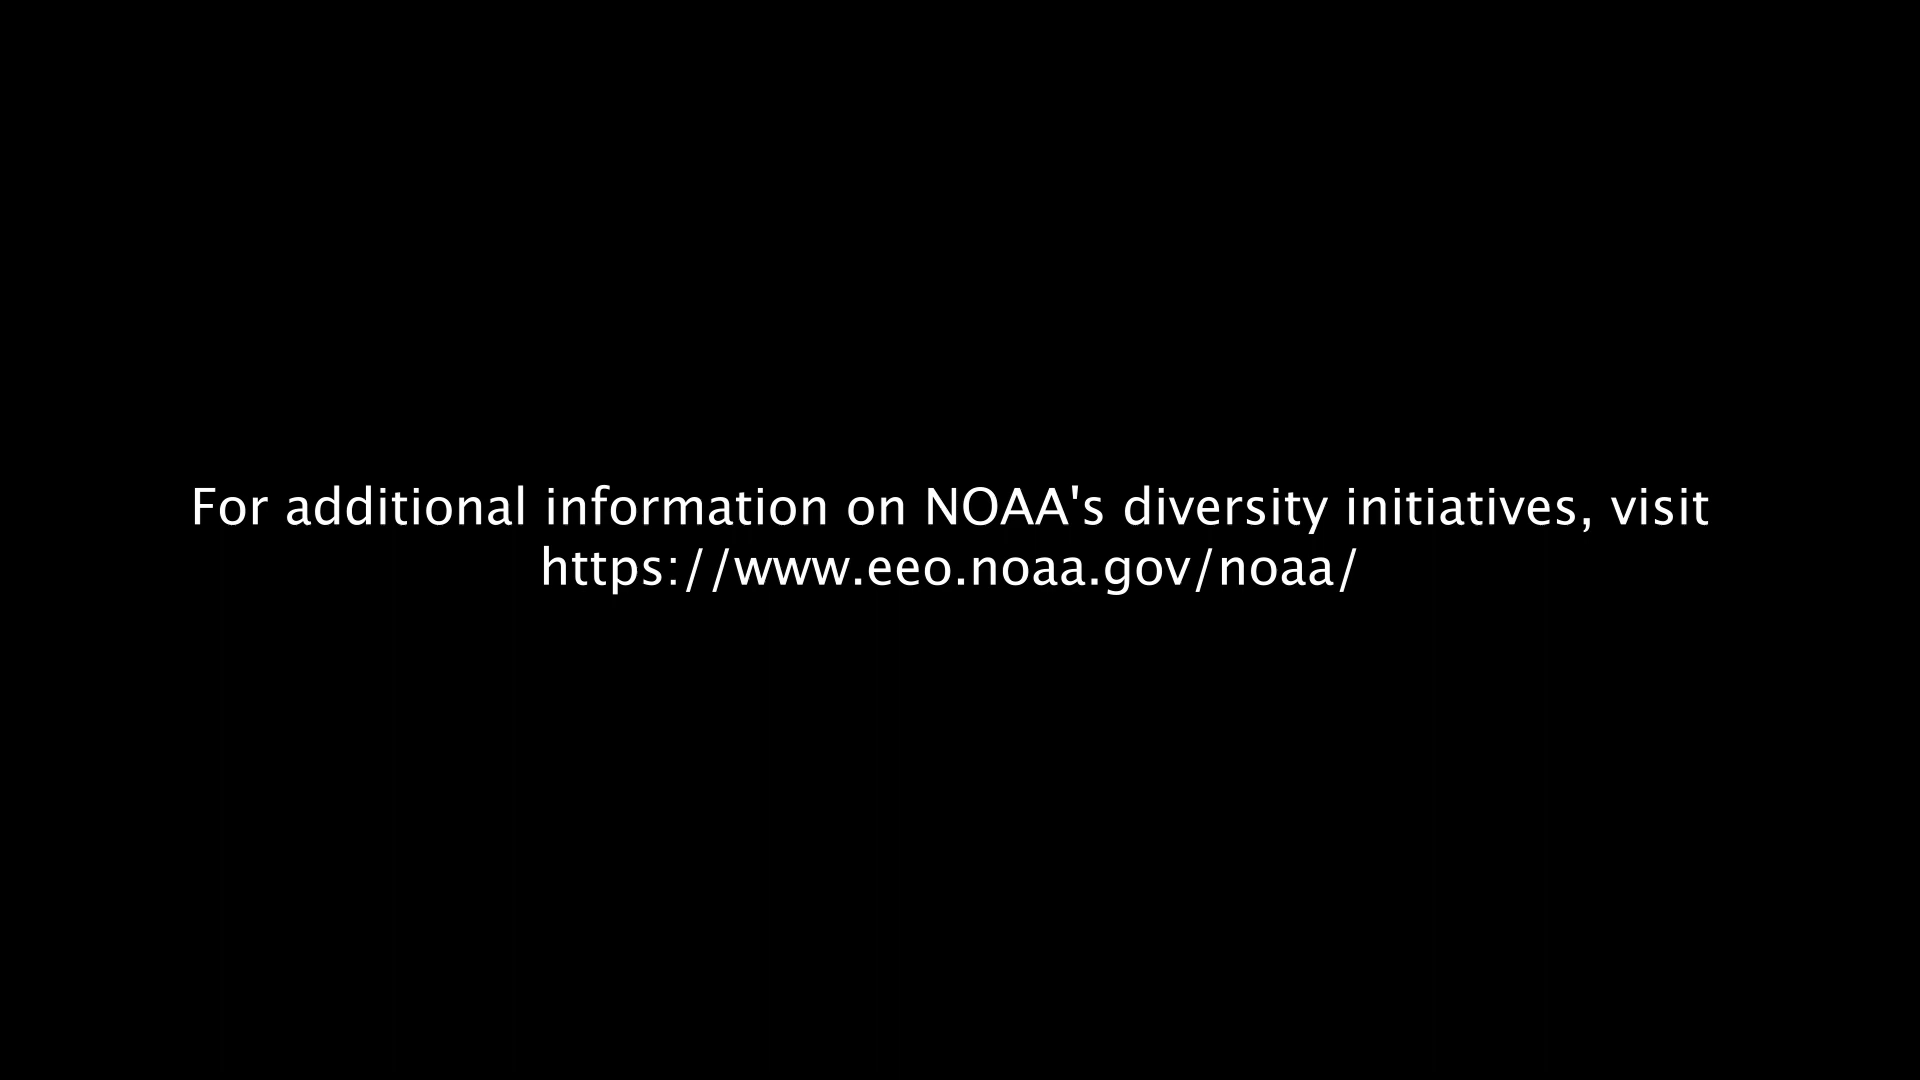 For additional information on NOAA's diversity initiatives, visit
https://www.eeo.noaa.gov/noaa/